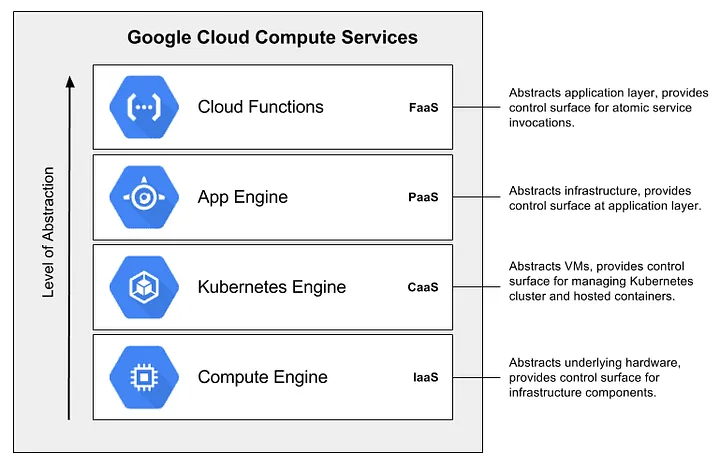 Google Cloud Compute Services
Level of Abstraction
Cloud Functions
FaaS
Abstracts application layer, provides
control surface for atomic service
invocations.
App Engine
PaaS
Abstracts infrastructure, provides
control surface at application layer.
Kubernetes Engine
CaaS
Abstracts VMs, provides control
surface for managing Kubernetes
cluster and hosted containers.
Compute Engine
IaaS
Abstracts underlying hardware,
provides control surface for
infrastructure components.